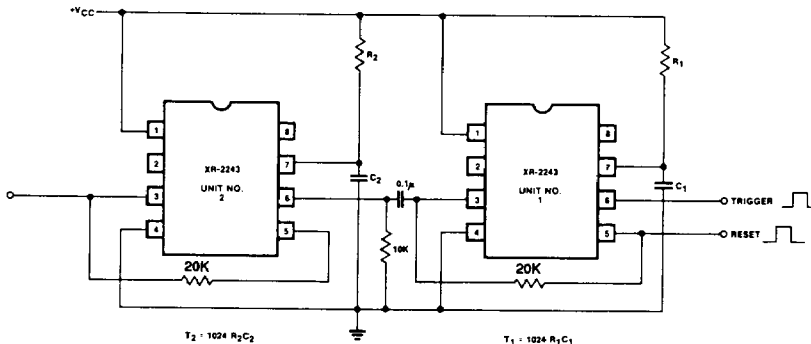 +VCC
R2
R1
1
2
3
4
8
7
6
5
XR-2243
UNIT NO.
2
C2
0.1μ
10K
20K
1
2
3
4
8
7
6
5
XR-2243
UNIT NO.
1
C1
20K
TRIGGER
RESET
T2 = 1024 R2C2
T1 = 1024 R1C1